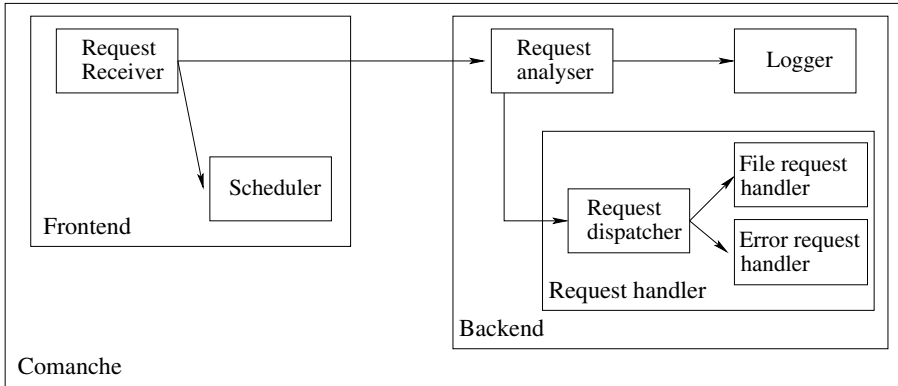 Request
Receiver
Scheduler
Frontend
Request
analyser
Logger
File request
handler
Request
dispatcher
Error request
handler
Request handler
Backend
Comanche